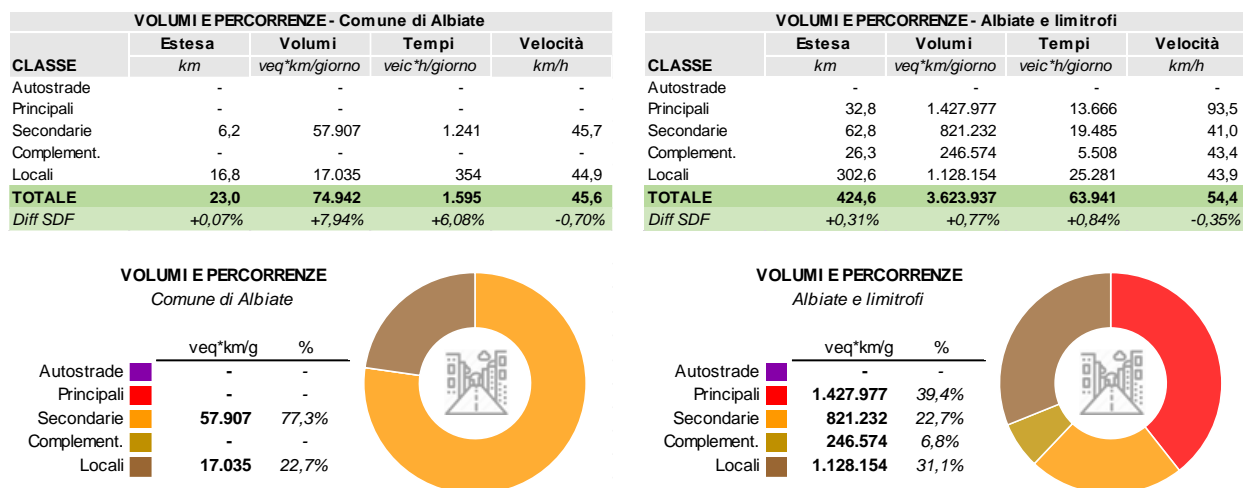 VOLUMI E PERCORRENZE - Comune di Albiate
Estesa Volumi Tempi Velocità
CLASSE km veq*km/giorno veic*h/giorno km/h
Autostrade - - - -
Principali - - - -
Secondarie 6,2 57.907 1.241 45,7
Complement. - - - -
Locali 16,8 17.035 354 44,9
TOTALE 23,0 74.942 1.595 45,6
Diff SDF +0,07% +7,94% +6,08% -0,70%
VOLUMI E PERCORRENZE - Albiate e limitrofi
Estesa Volumi Tempi Velocità
CLASSE km veq*km/giorno veic*h/giorno km/h
Autostrade - - - -
Principali 32,8 1.427.977 13.666 93,5
Secondarie 62,8 821.232 19.485 41,0
Complement. 26,3 246.574 5.508 43,4
Locali 302,6 1.128.154 25.281 43,9
TOTALE 424,6 3.623.937 63.941 54,4
Diff SDF +0,31% +0,77% +0,84% -0,35%
VOLUMI E PERCORRENZE
Comune di Albiate
veq*km/g %
Autostrade - -
Principali - -
Secondarie 57.907 77,3%
Complement. - -
Locali 17.035 22,7%
VOLUMI E PERCORRENZE
Albiate e limitrofi
veq*km/g %
Autostrade - -
Principali 1.427.977 39,4%
Secondarie 821.232 22,7%
Complement. 246.574 6,8%
Locali 1.128.154 31,1%